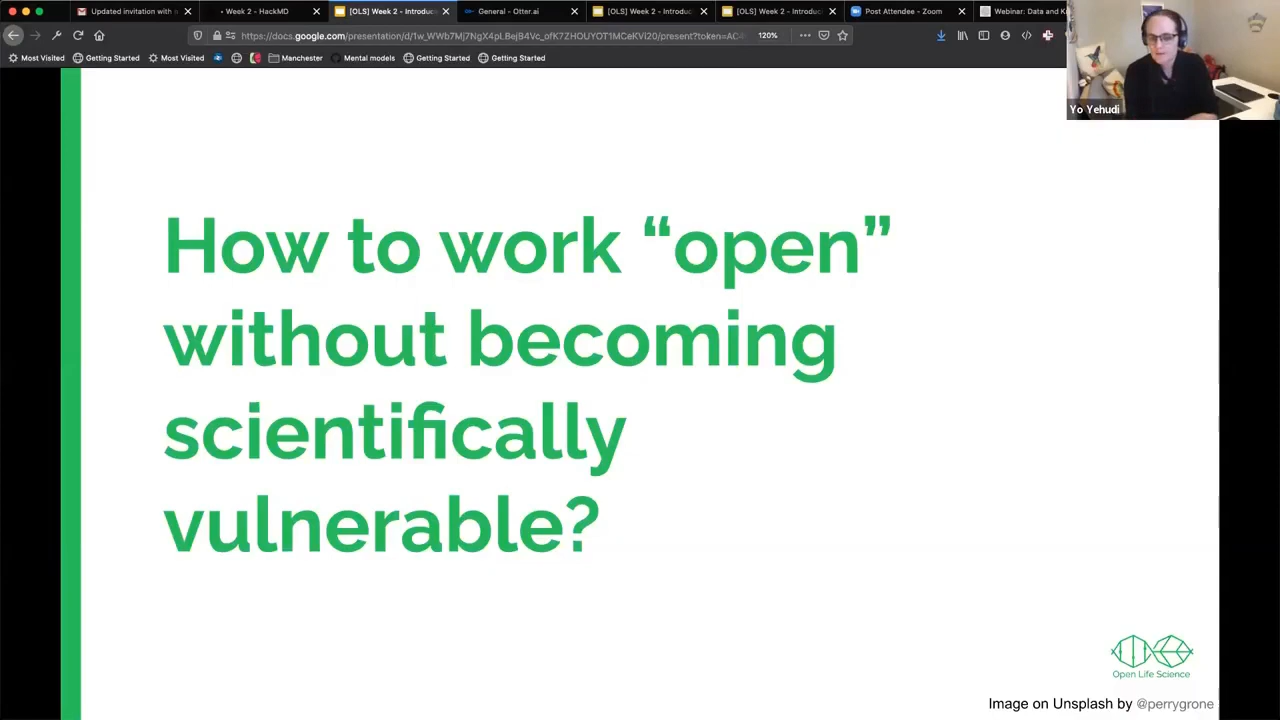 Updated invitation with
Week 2 - HackMD
[OLS] Week 2 - Introduc
General - Otter.ai
[OLS] Week 2 - Introduc
[OLS] Week 2 - Introduc
Post Attendee - Zoom
Webinar: Data and K
120%
Most Visited
Getting Started
Most Visited
Manchester
Mental models
Getting Started
Getting Started
Yo Yehudi
How to work “open”
without becoming
scientifically
vulnerable?
Open Life Science
Image on Unsplash by @perrygrone